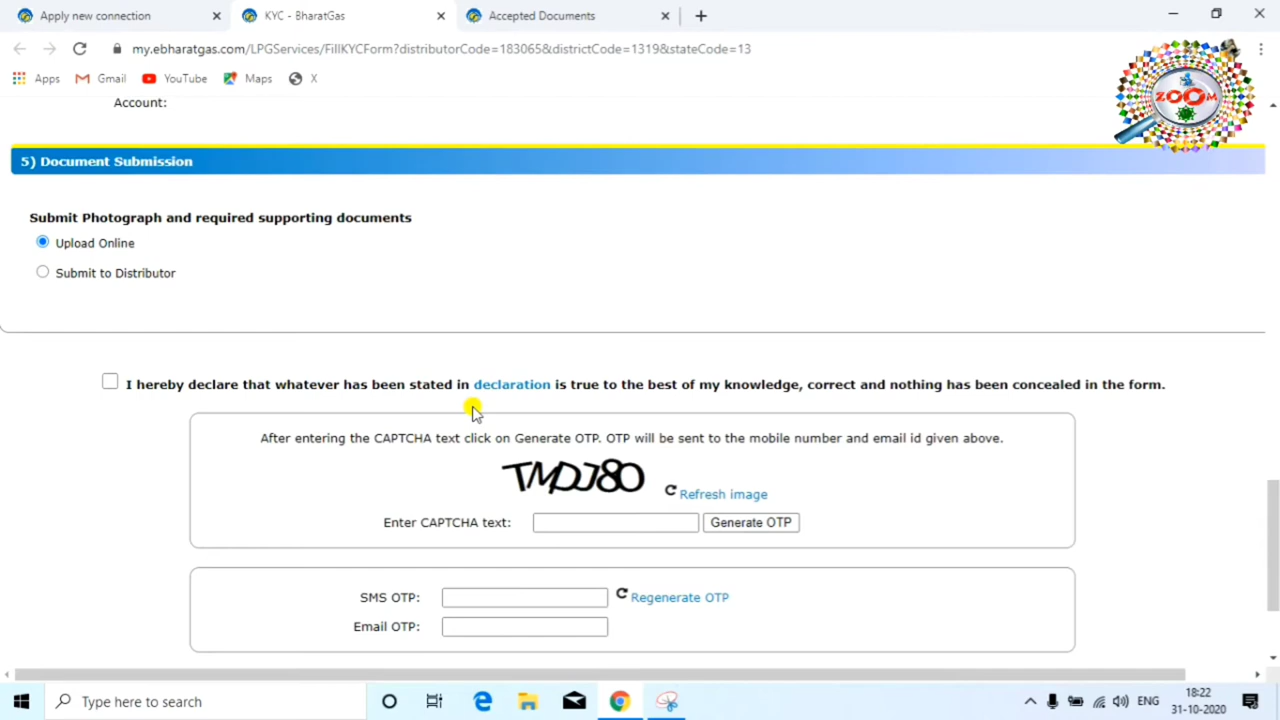 Apply new connection
KYC - BharatGas
Accepted Documents
my.ebharatgas.com/LPGServices/FillKYCForm?distributorCode=183065&districtCode=1319&stateCode=13
Apps Gmail YouTube Maps X
ZOOM
Account:
5) Document Submission
Submit Photograph and required supporting documents
Upload Online
Submit to Distributor
I hereby declare that whatever has been stated in declaration is true to the best of my knowledge, correct and nothing has been concealed in the form.
After entering the CAPTCHA text click on Generate OTP. OTP will be sent to the mobile number and email id given above.
TMDJ80
Refresh image
Enter CAPTCHA text: Generate OTP
SMS OTP: Regenerate OTP
Email OTP:
Type here to search
ENG
18:22
31-10-2020